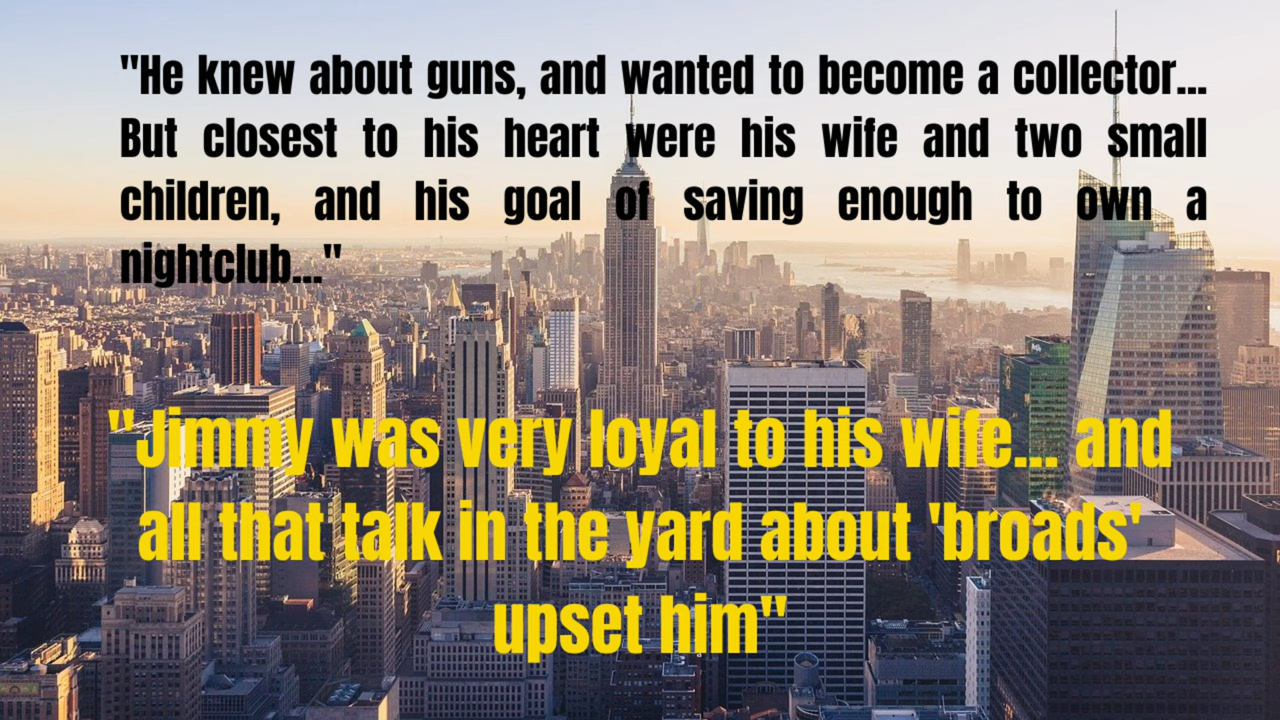 "He knew about guns, and wanted to become a collector...
But closest to his heart were his wife and two small
children, and his goal of saving enough to own a
nightclub..."
"Jimmy was very loyal to his wife... and
all that talk in the yard about 'broads'
upset him"